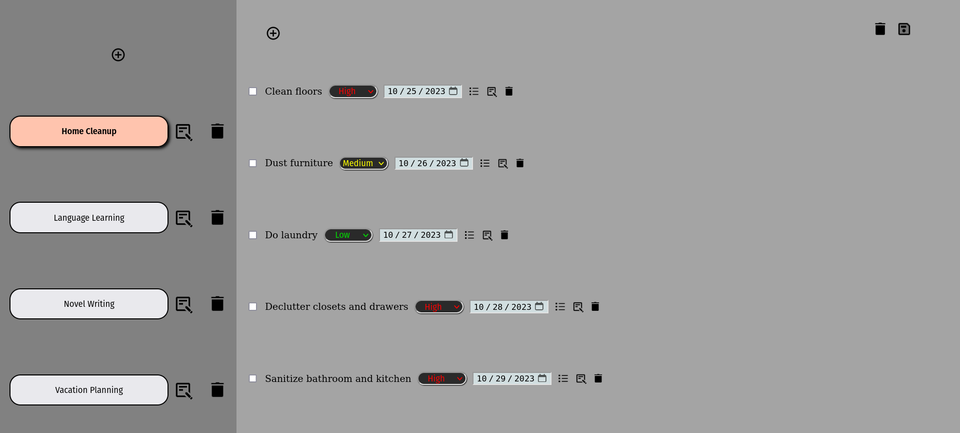 Home Cleanup
Language Learning
Novel Writing
Vacation Planning
Clean floors High 10/25/2023
Dust furniture Medium 10/26/2023
Do laundry Low 10/27/2023
Declutter closets and drawers High 10/28/2023
Sanitize bathroom and kitchen High 10/29/2023